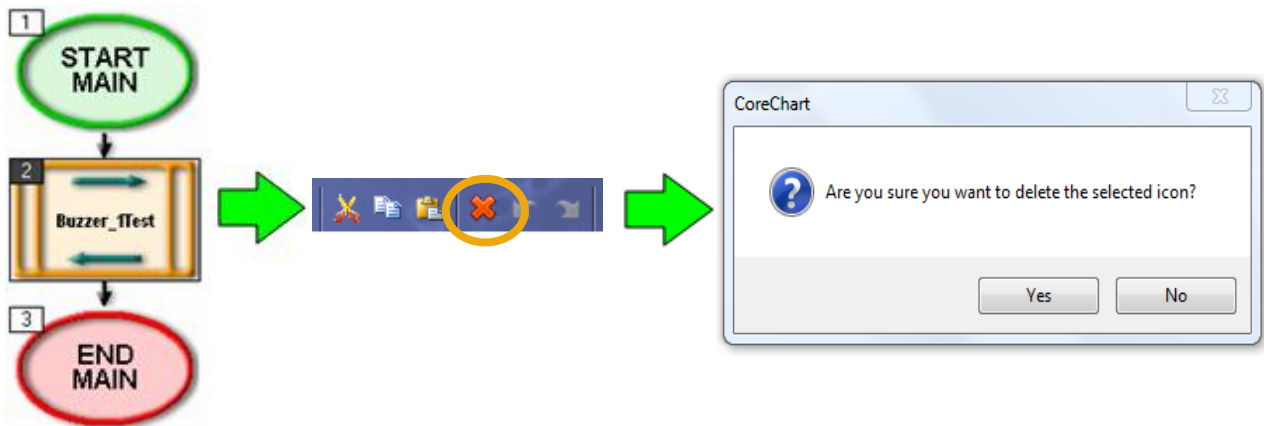 1
START
MAIN
2
Buzzer_1Test
3
END
MAIN
CoreChart
Are you sure you want to delete the selected icon?
Yes
No